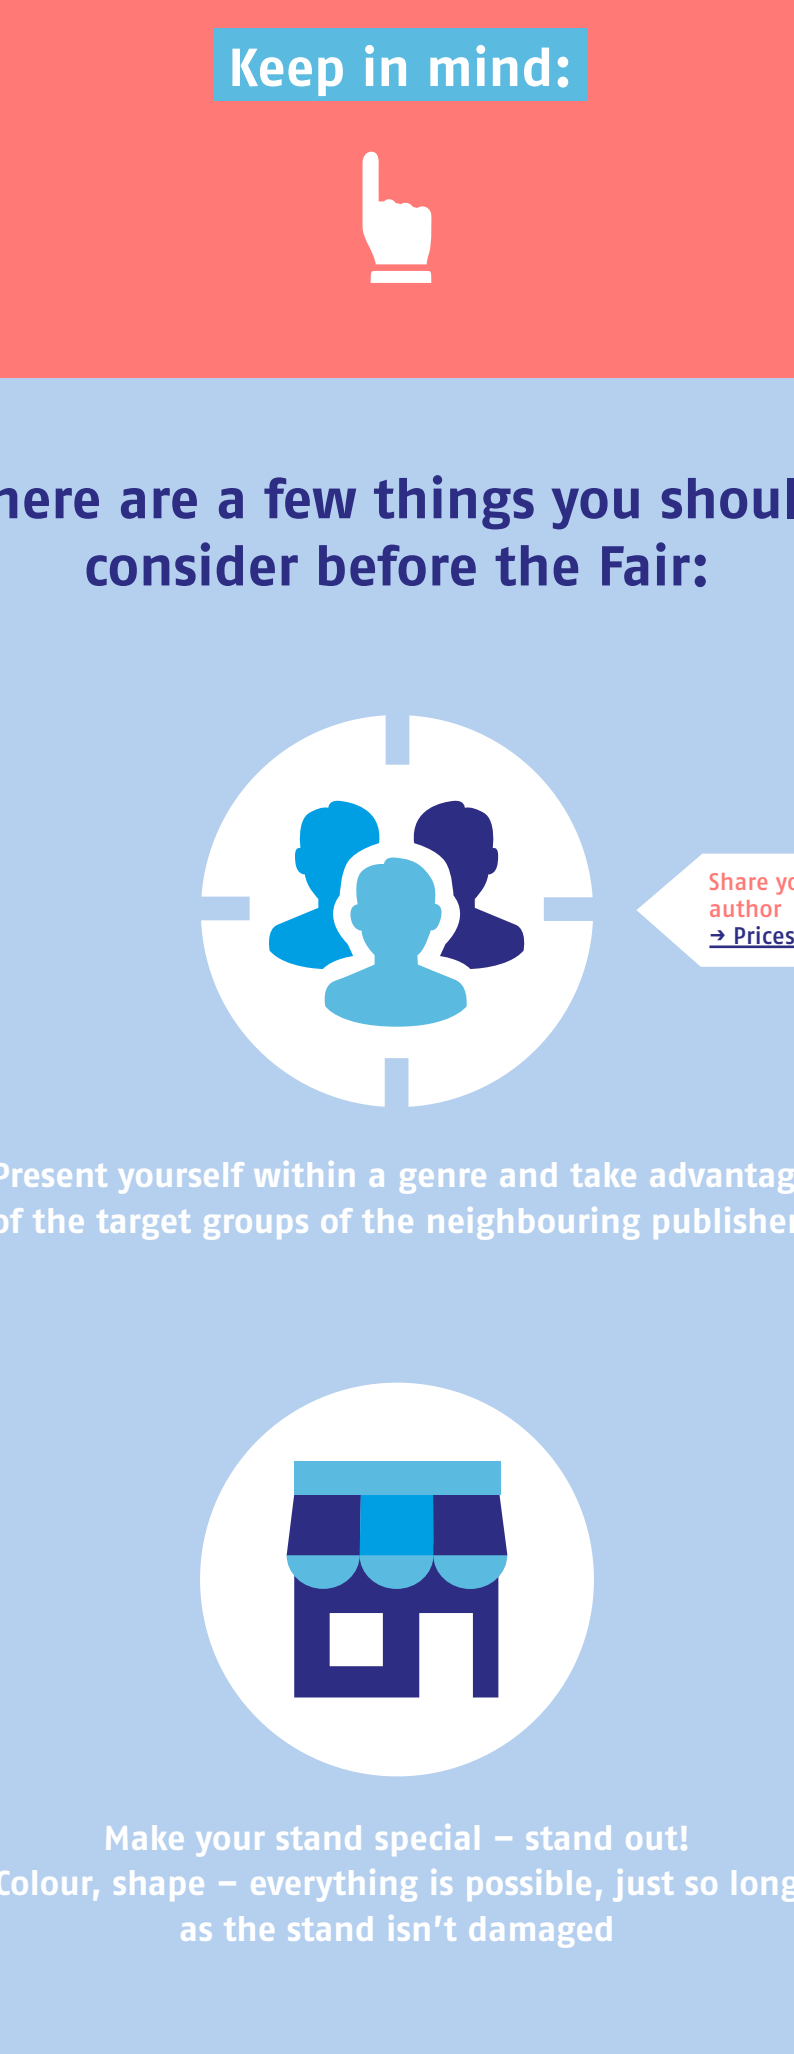 Keep in mind:
here are a few things you shoul
consider before the Fair:
Share yo
author
→ Prices
Present yourself within a genre and take advantag
of the target groups of the neighbouring publisher
Make your stand special – stand out!
Colour, shape – everything is possible, just so long
as the stand isn't damaged